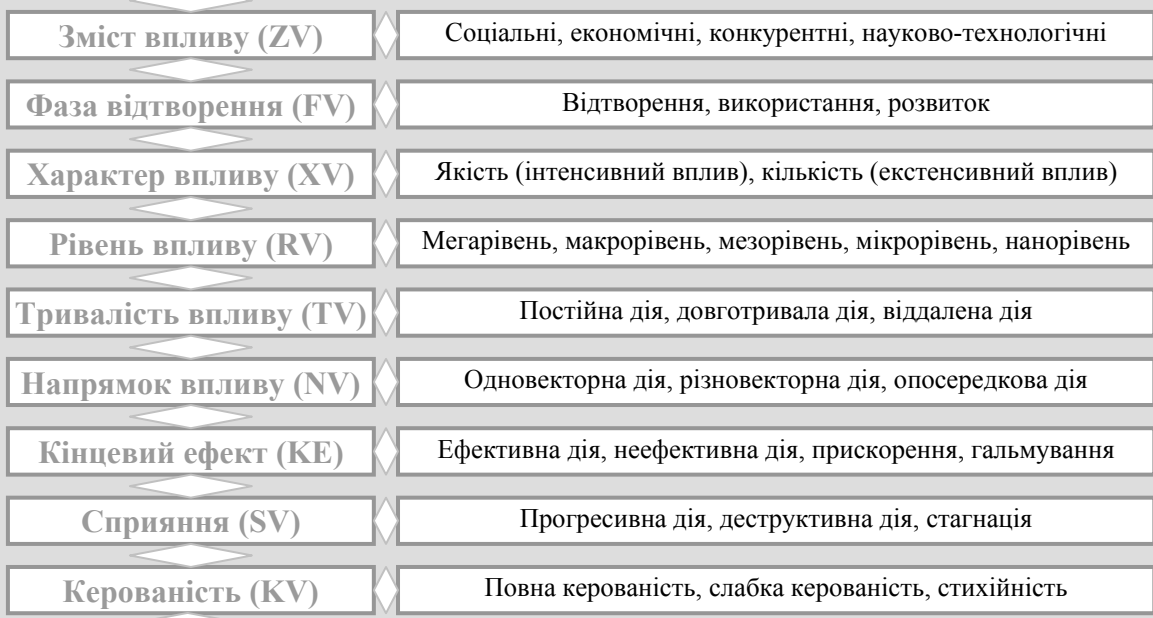 Зміст впливу (ZV)
Соціальні, економічні, конкурентні, науково-технологічні
Фаза відтворення (FV)
Відтворення, використання, розвиток
Характер впливу (XV)
Якість (інтенсивний вплив), кількість (екстенсивний вплив)
Рівень впливу (RV)
Мегарівень, макрорівень, мезорівень, мікрорівень, нанорівень
Тривалість впливу (TV)
Постійна дія, довготривала дія, віддалена дія
Напрямок впливу (NV)
Одновекторна дія, різновекторна дія, опосередкова дія
Кінцевий ефект (KE)
Ефективна дія, неефективна дія, прискорення, гальмування
Сприяння (SV)
Прогресивна дія, деструктивна дія, стагнація
Керованість (KV)
Повна керованість, слабка керованість, стихійність